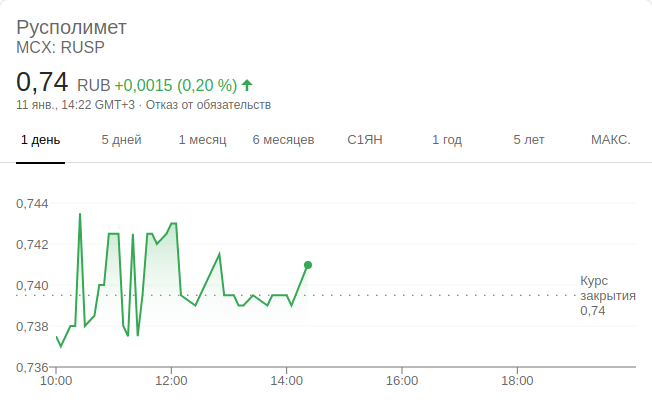 Русполимет
MCX: RUSP
0,74 RUB +0,0015 (0,20 %)
11 янв., 14:22 GMT+3 · Отказ от обязательств
1 день 5 дней 1 месяц 6 месяцев С1ЯН 1 год 5 лет МАКС.
0,744
0,742
0,740
Курс
закрытия
0,74
0,738
0,736
10:00 12:00 14:00 16:00 18:00